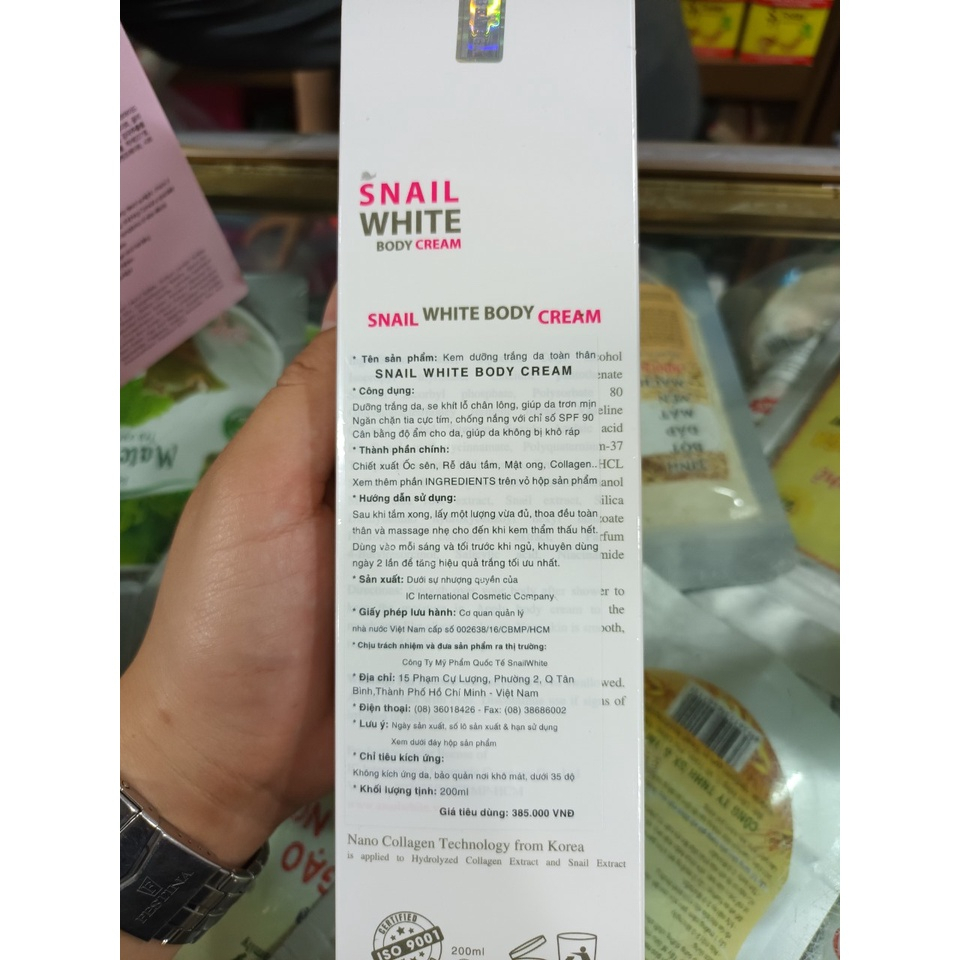 SNAIL
WHITE
BODY CREAM
SNAIL WHITE BODY CREAM
* Tên sản phẩm: Kem dưỡng trắng da toàn thân
SNAIL WHITE BODY CREAM
* Công dụng:
Dưỡng trắng da, se khít lỗ chân lông, giúp da trơn mịn
Ngăn chặn tia cực tím, chống nắng với chỉ số SPF 90
Cân bằng độ ẩm cho da, giúp da không bị khô ráp
* Thành phần chính:
Chiết xuất Ốc sên, Rễ dâu tằm, Mật ong, Collagen..
Xem thêm phần INGREDIENTS trên vỏ hộp sản phẩm
* Hướng dẫn sử dụng:
Sau khi tắm xong, lấy một lượng vừa đủ, thoa đều toàn
thân và massage nhẹ cho đến khi kem thẩm thấu hết.
Dùng vào mỗi sáng và tối trước khi ngủ, khuyên dùng
ngày 2 lần để tăng hiệu quả trắng tối ưu nhất.
* Sản xuất: Dưới sự nhượng quyền của
IC International Cosmetic Company
* Giấy phép lưu hành: Cơ quan quản lý
nhà nước Việt Nam cấp số 002638/16/CBMP/HCM
* Chịu trách nhiệm và đưa sản phẩm ra thị trường:
Công Ty Mỹ Phẩm Quốc Tế SnailWhite
* Địa chỉ: 15 Phạm Cự Lượng, Phường 2, Q Tân
Bình,Thành Phố Hồ Chí Minh - Việt Nam
* Điện thoại: (08) 36018426 - Fax: (08) 38686002
* Lưu ý: Ngày sản xuất, số lô sản xuất & hạn sử dụng
Xem dưới đáy hộp sản phẩm
* Chỉ tiêu kích ứng:
Không kích ứng da, bảo quản nơi khô mát, dưới 35 độ
* Khối lượng tịnh: 200ml
Giá tiêu dùng: 385.000 VNĐ
Nano Collagen Technology from Korea
is applied to Hydrolyzed Collagen Extract and Snail Extract
CERTIFIED
ISO 9001
200ml
FESTINA
GẠO
CÔNG TY TNHH
BỘT
ĐẮP
MẶT